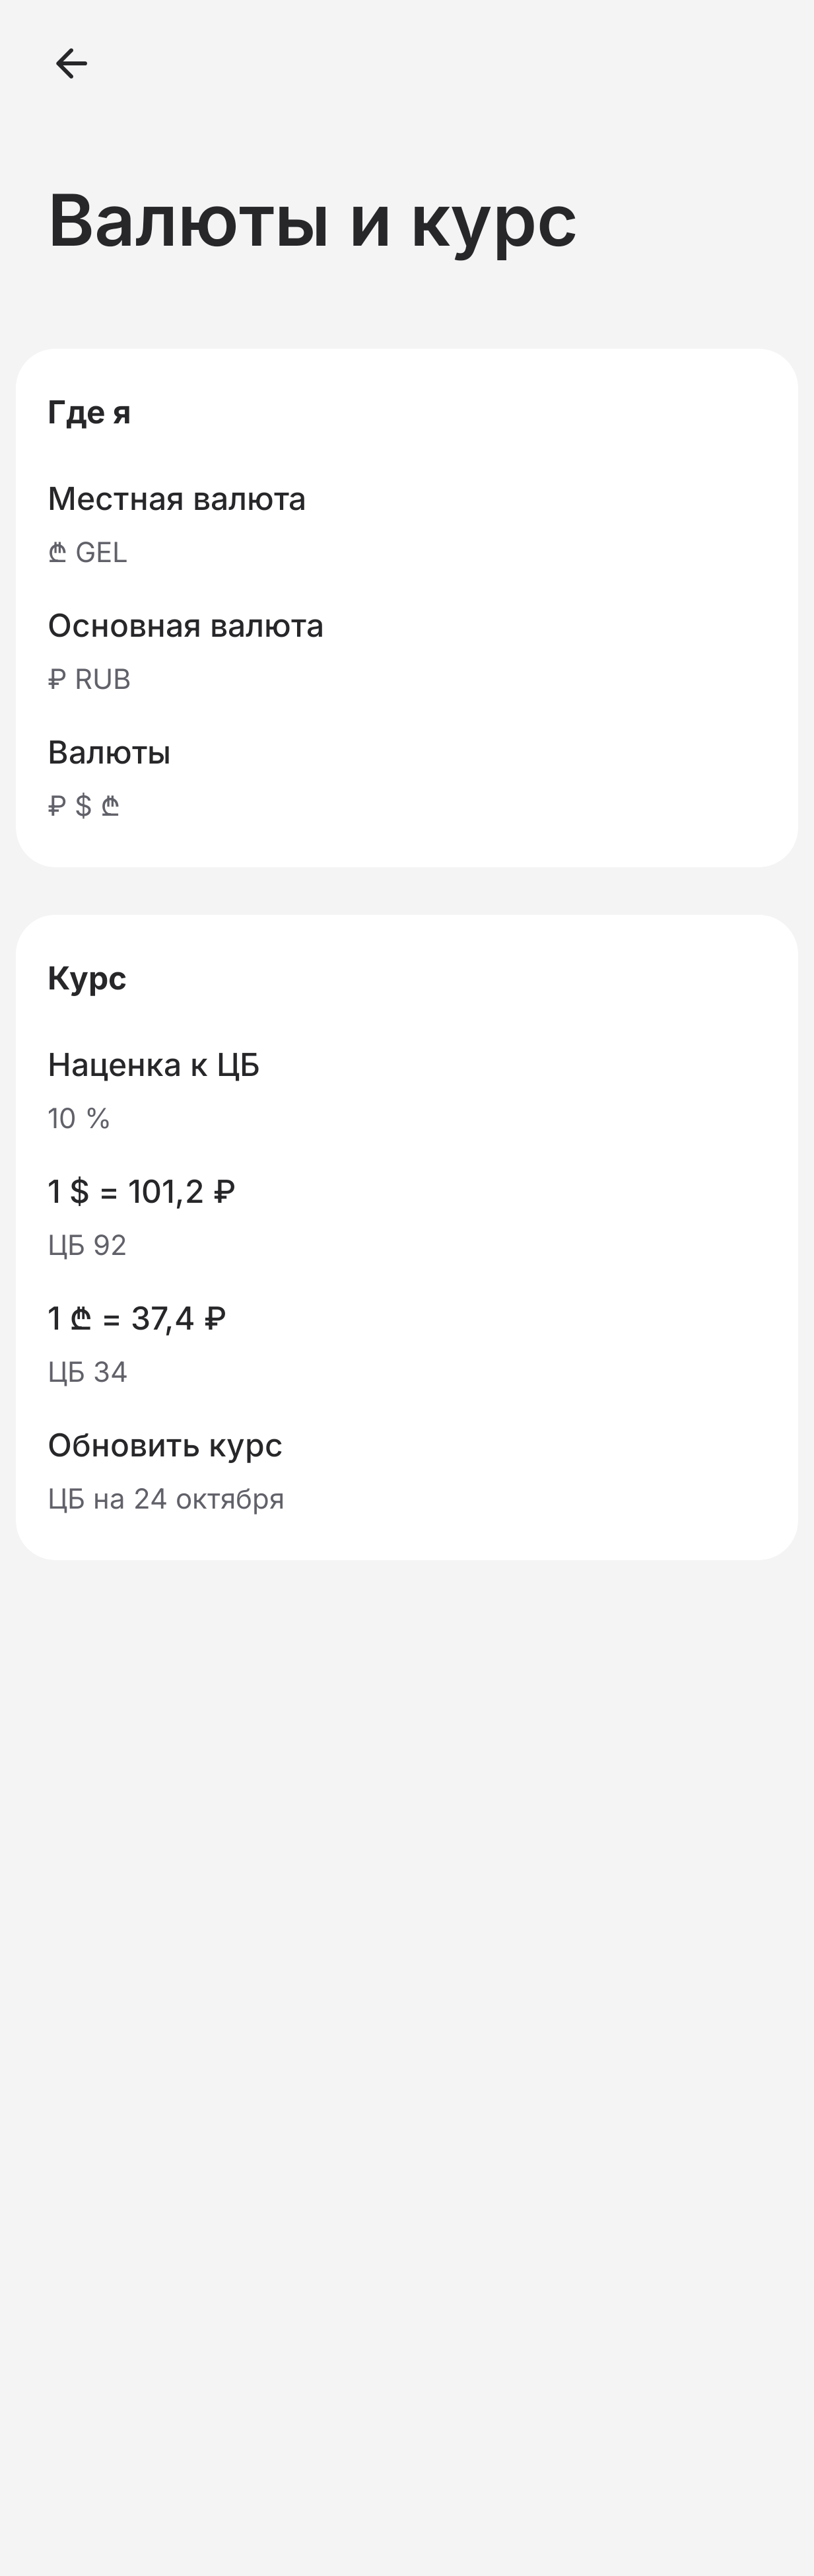 Валюты и курс
Где я
Местная валюта
₾ GEL
Основная валюта
₽ RUB
Валюты
₽ $ ₾
Курс
Наценка к ЦБ
10 %
1 $ = 101,2 ₽
ЦБ 92
1 ₾ = 37,4 ₽
ЦБ 34
Обновить курс
ЦБ на 24 октября